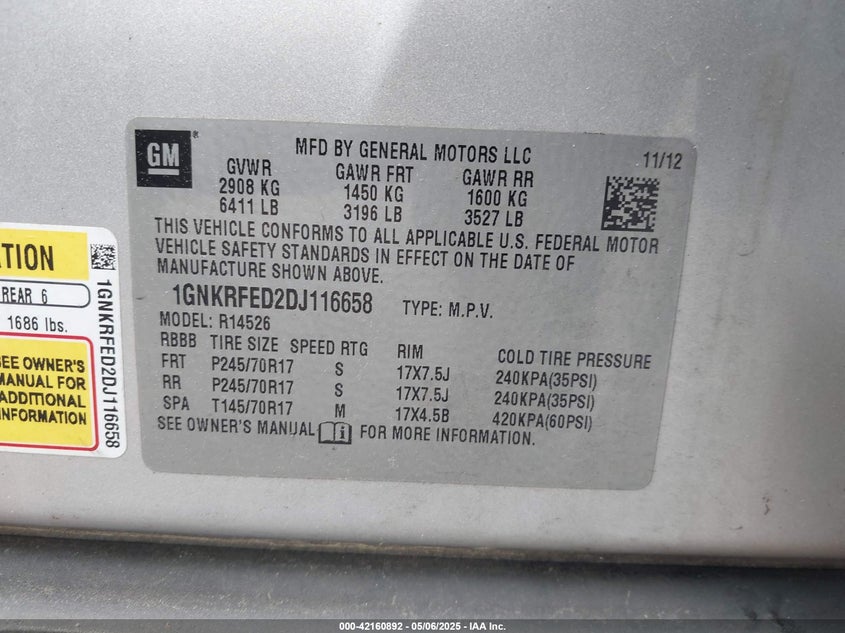 GM ®
MFD BY GENERAL MOTORS LLC 11/12
GVWR GAWR FRT GAWR RR
2908 KG 1450 KG 1600 KG
6411 LB 3196 LB 3527 LB
THIS VEHICLE CONFORMS TO ALL APPLICABLE U.S. FEDERAL MOTOR
VEHICLE SAFETY STANDARDS IN EFFECT ON THE DATE OF
MANUFACTURE SHOWN ABOVE.
1GNKRFED2DJ116658 TYPE: M.P.V.
MODEL: R14526
RBBB TIRE SIZE SPEED RTG RIM COLD TIRE PRESSURE
FRT P245/70R17 S 17X7.5J 240KPA(35PSI)
RR P245/70R17 S 17X7.5J 240KPA(35PSI)
SPA T145/70R17 M 17X4.5B 420KPA(60PSI)
SEE OWNER'S MANUAL FOR MORE INFORMATION.
ATION
REAR 6
1686 lbs.
SEE OWNER'S
MANUAL FOR
ADDITIONAL
INFORMATION
1GNKRFED2DJ116658
000-42160892 — 05/06/2025 — IAA Inc.